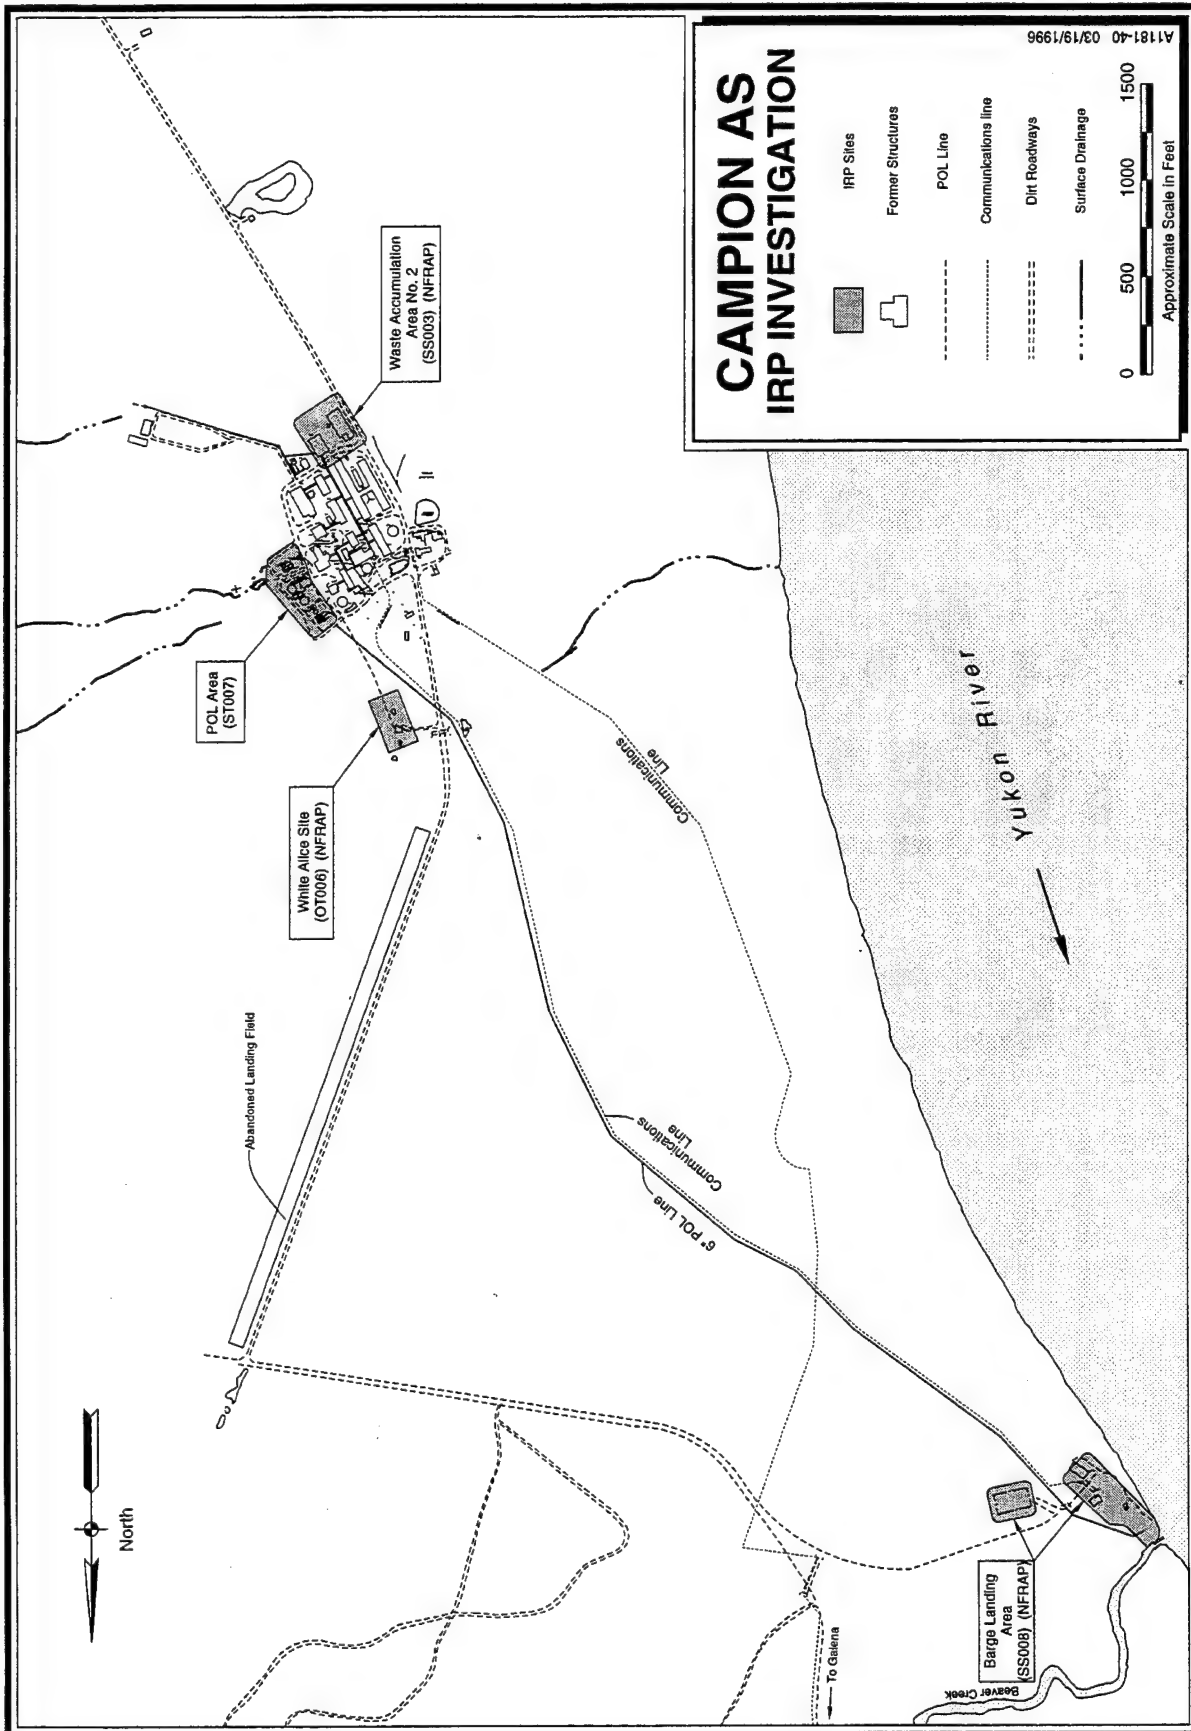 CAMPION AS
IRP INVESTIGATION
IRP Sites
Former Structures
POL Line
Communications line
Dirt Roadways
Surface Drainage
0 500 1000 1500
Approximate Scale in Feet
A1181-40 03/19/1996
Waste Accumulation
Area No. 2
(SS003) (NFRAP)
POL Area
(ST007)
White Alice Site
(OT006) (NFRAP)
Abandoned Landing Field
Communications
Line
Communications
Line
6" POL Line
Yukon River
North
To Galena
Barge Landing
Area
(SS008) (NFRAP)
Beaver Creek